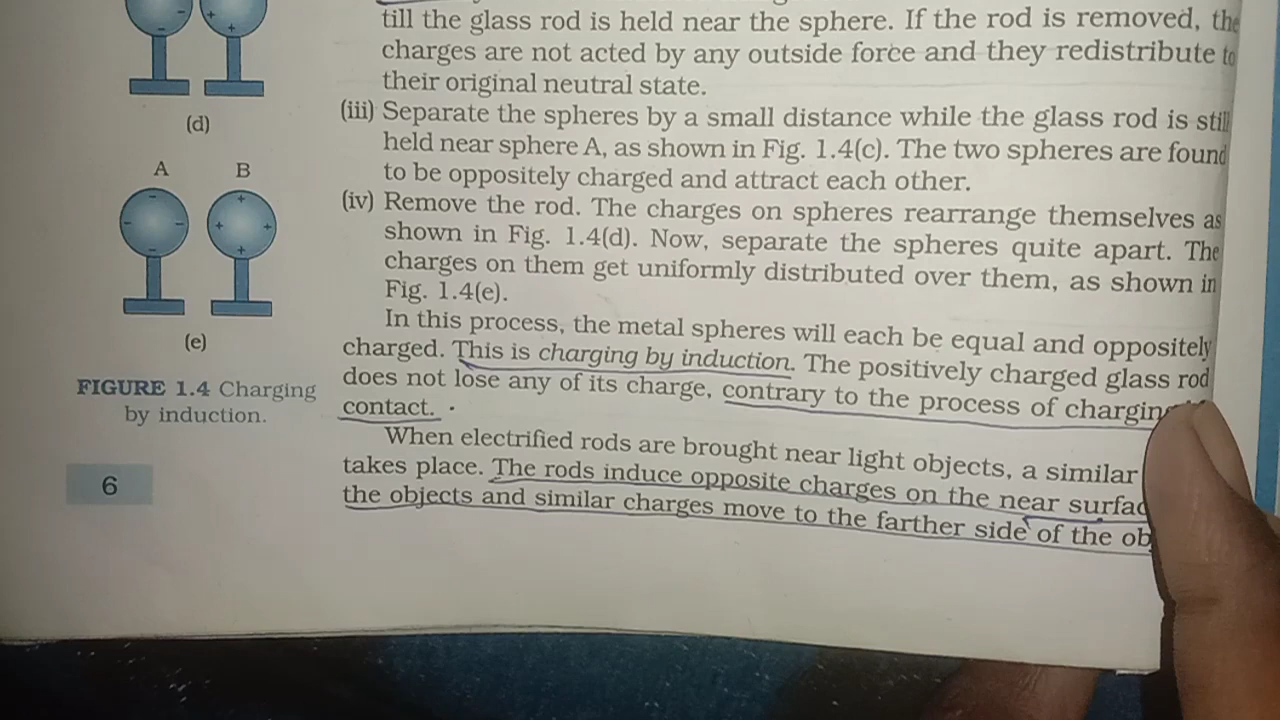 till the glass rod is held near the sphere. If the rod is removed, the
charges are not acted by any outside force and they redistribute to
their original neutral state.
(iii) Separate the spheres by a small distance while the glass rod is still
held near sphere A, as shown in Fig. 1.4(c). The two spheres are found
to be oppositely charged and attract each other.
(iv) Remove the rod. The charges on spheres rearrange themselves as
shown in Fig. 1.4(d). Now, separate the spheres quite apart. The
charges on them get uniformly distributed over them, as shown in
Fig. 1.4(e).
In this process, the metal spheres will each be equal and oppositely
charged. This is charging by induction. The positively charged glass rod
does not lose any of its charge, contrary to the process of charging
contact.
When electrified rods are brought near light objects, a similar
takes place. The rods induce opposite charges on the near
the objects and similar charges move to the farther side of the
(d)
A B
(e)
FIGURE 1.4 Charging
by induction.
6